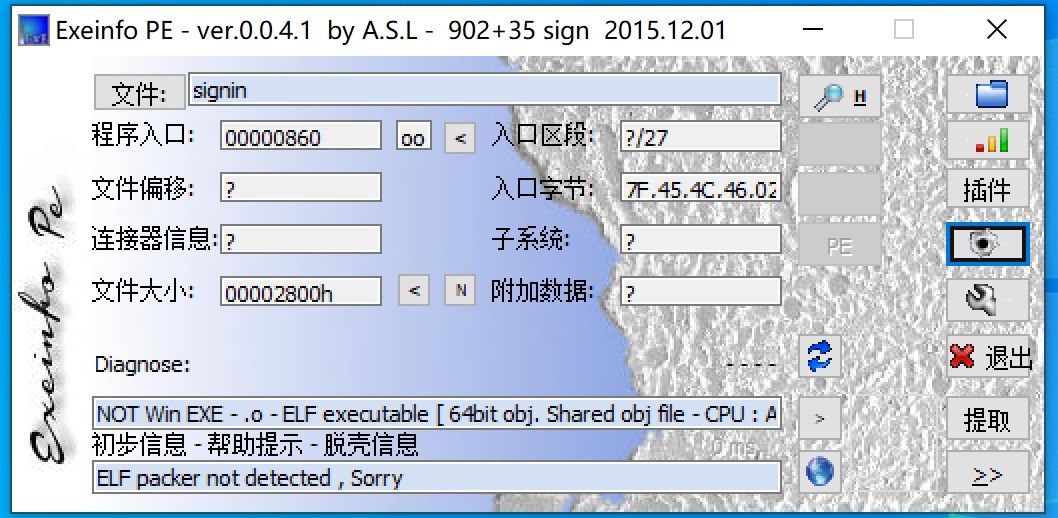 Exeinfo PE - ver.0.0.4.1 by A.S.L - 902+35 sign 2015.12.01
文件: signin H
程序入口: 00000860 oo < 入口区段: ?/27
文件偏移: ? 入口字节: 7F.45.4C.46.02 插件
连接器信息: ? 子系统: ? PE
文件大小: 00002800h < N 附加数据: ?
Exeinfo Pe
Diagnose: - - - - 退出
NOT Win EXE - .o - ELF executable [ 64bit obj. Shared obj file - CPU : A > 提取
初步信息 - 帮助提示 - 脱壳信息
ELF packer not detected , Sorry >>